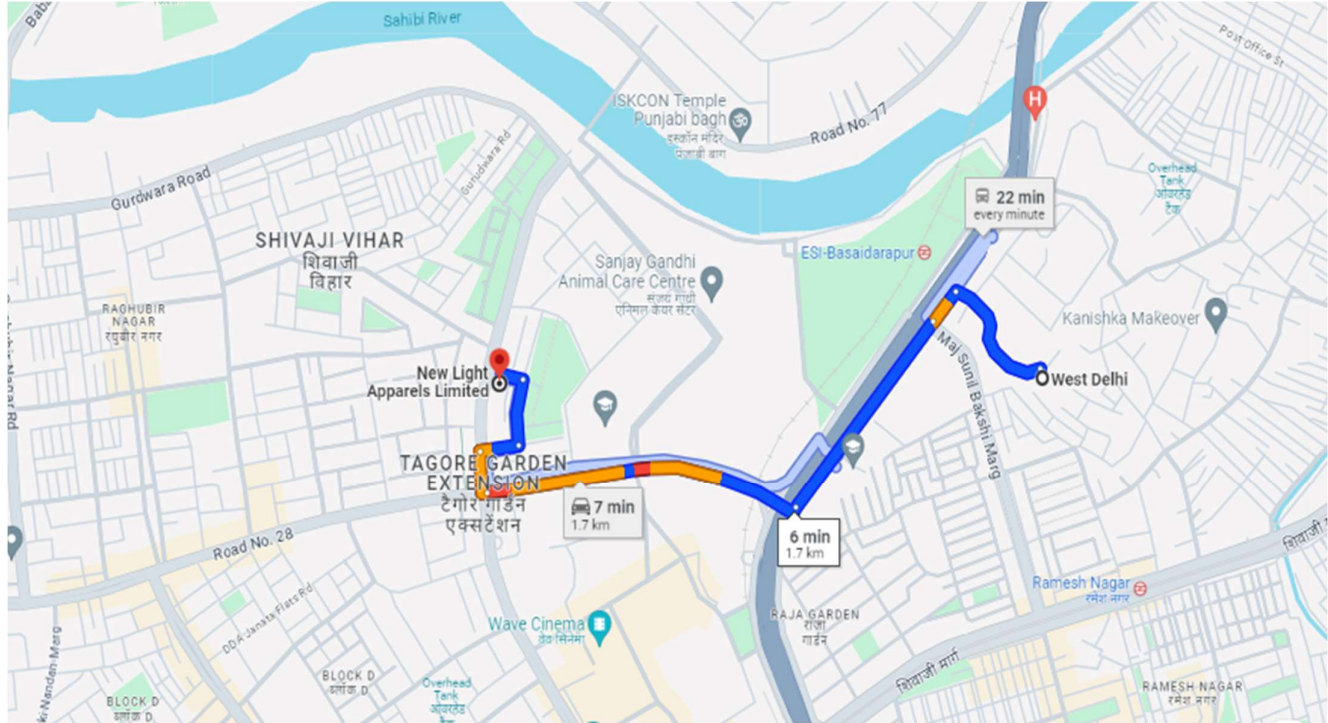 Sahibi River
Post Office St
ISKCON Temple
Punjabi bagh
इस्कॉन मंदिर
पंजाबी बाग
Road No. 77
H
Gurudwara Rd
Gurdwara Road
Overhead
Tank
ओवरहेड
टैंक
22 min
every minute
SHIVAJI VIHAR
शिवाजी
विहार
ESI-Basaidarapur
Sanjay Gandhi
Animal Care Centre
संजय गांधी
एनिमल केयर सेंटर
RAGHUBIR
NAGAR
रघुबीर नगर
Kanishka Makeover
Maj Sunil Bakshi Marg
New Light
Apparels Limited
West Delhi
TAGORE GARDEN
EXTENSION
टैगोर गार्डन
एक्सटेंशन
7 min
1.7 km
6 min
1.7 km
Road No. 28
शिवाजी मार्ग
Ramesh Nagar
रमेश नगर
DDA Janata Flats Rd
Wave Cinema
वेव सिनेमा
RAJA GARDEN
राजा
गार्डन
शिवाजी मार्ग
BLOCK D
ब्लॉक D
Overhead
Tank
ओवरहेड
टैंक
RAMESH NAGAR
रमेश नगर
BLOCK D
ब्लॉक D